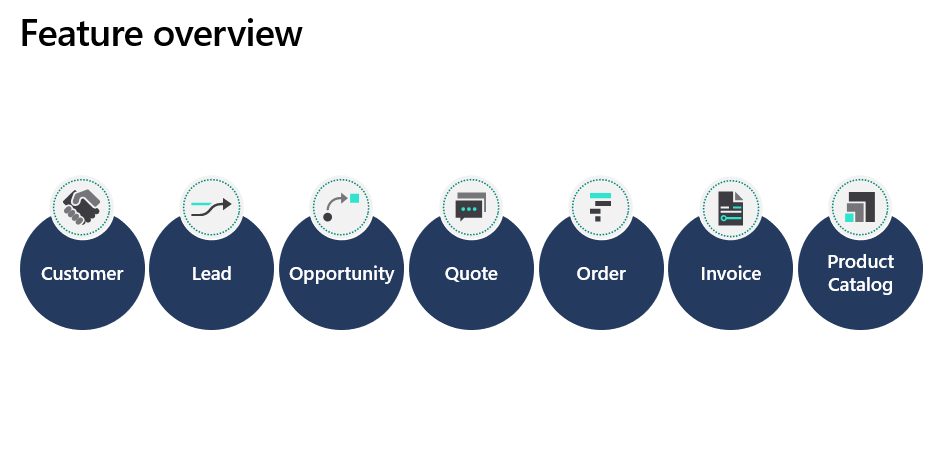 Feature overview
Customer
Lead
Opportunity
Quote
Order
Invoice
Product
Catalog